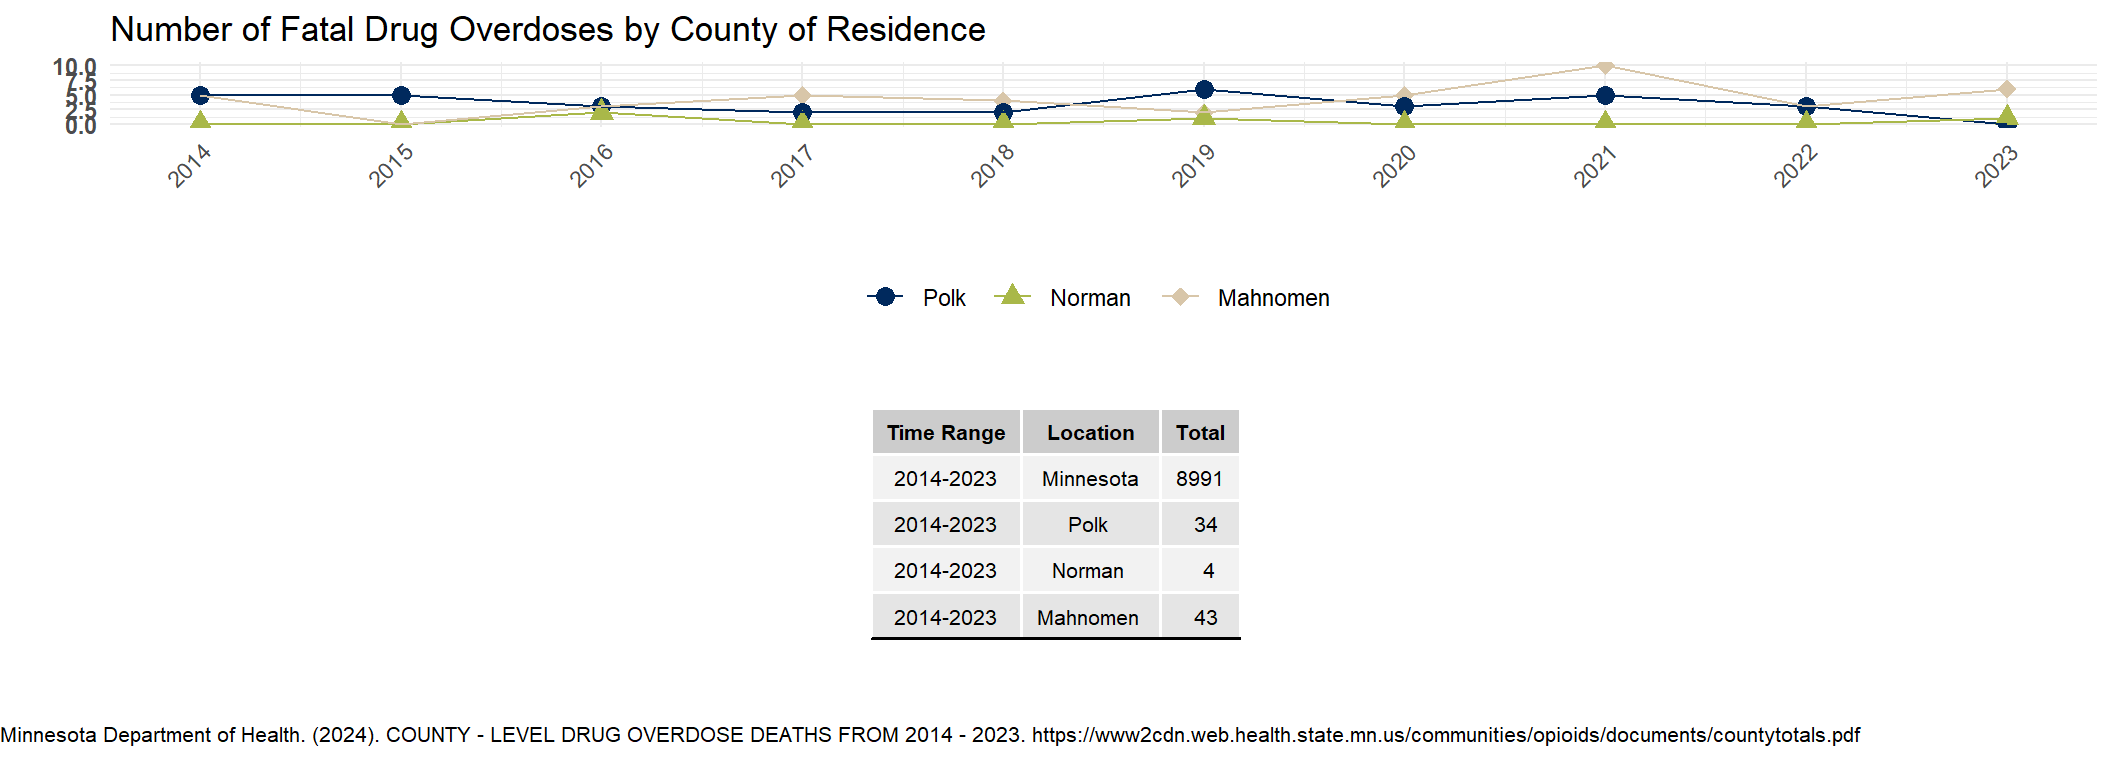 Number of Fatal Drug Overdoses by County of Residence
10.0
7.5
5.0
2.5
0.0
2014 2015 2016 2017 2018 2019 2020 2021 2022 2023
Polk Norman Mahnomen
Time Range Location Total
2014-2023 Minnesota 8991
2014-2023 Polk 34
2014-2023 Norman 4
2014-2023 Mahnomen 43
Minnesota Department of Health. (2024). COUNTY - LEVEL DRUG OVERDOSE DEATHS FROM 2014 - 2023. https://www2cdn.web.health.state.mn.us/communities/opioids/documents/countytotals.pdf